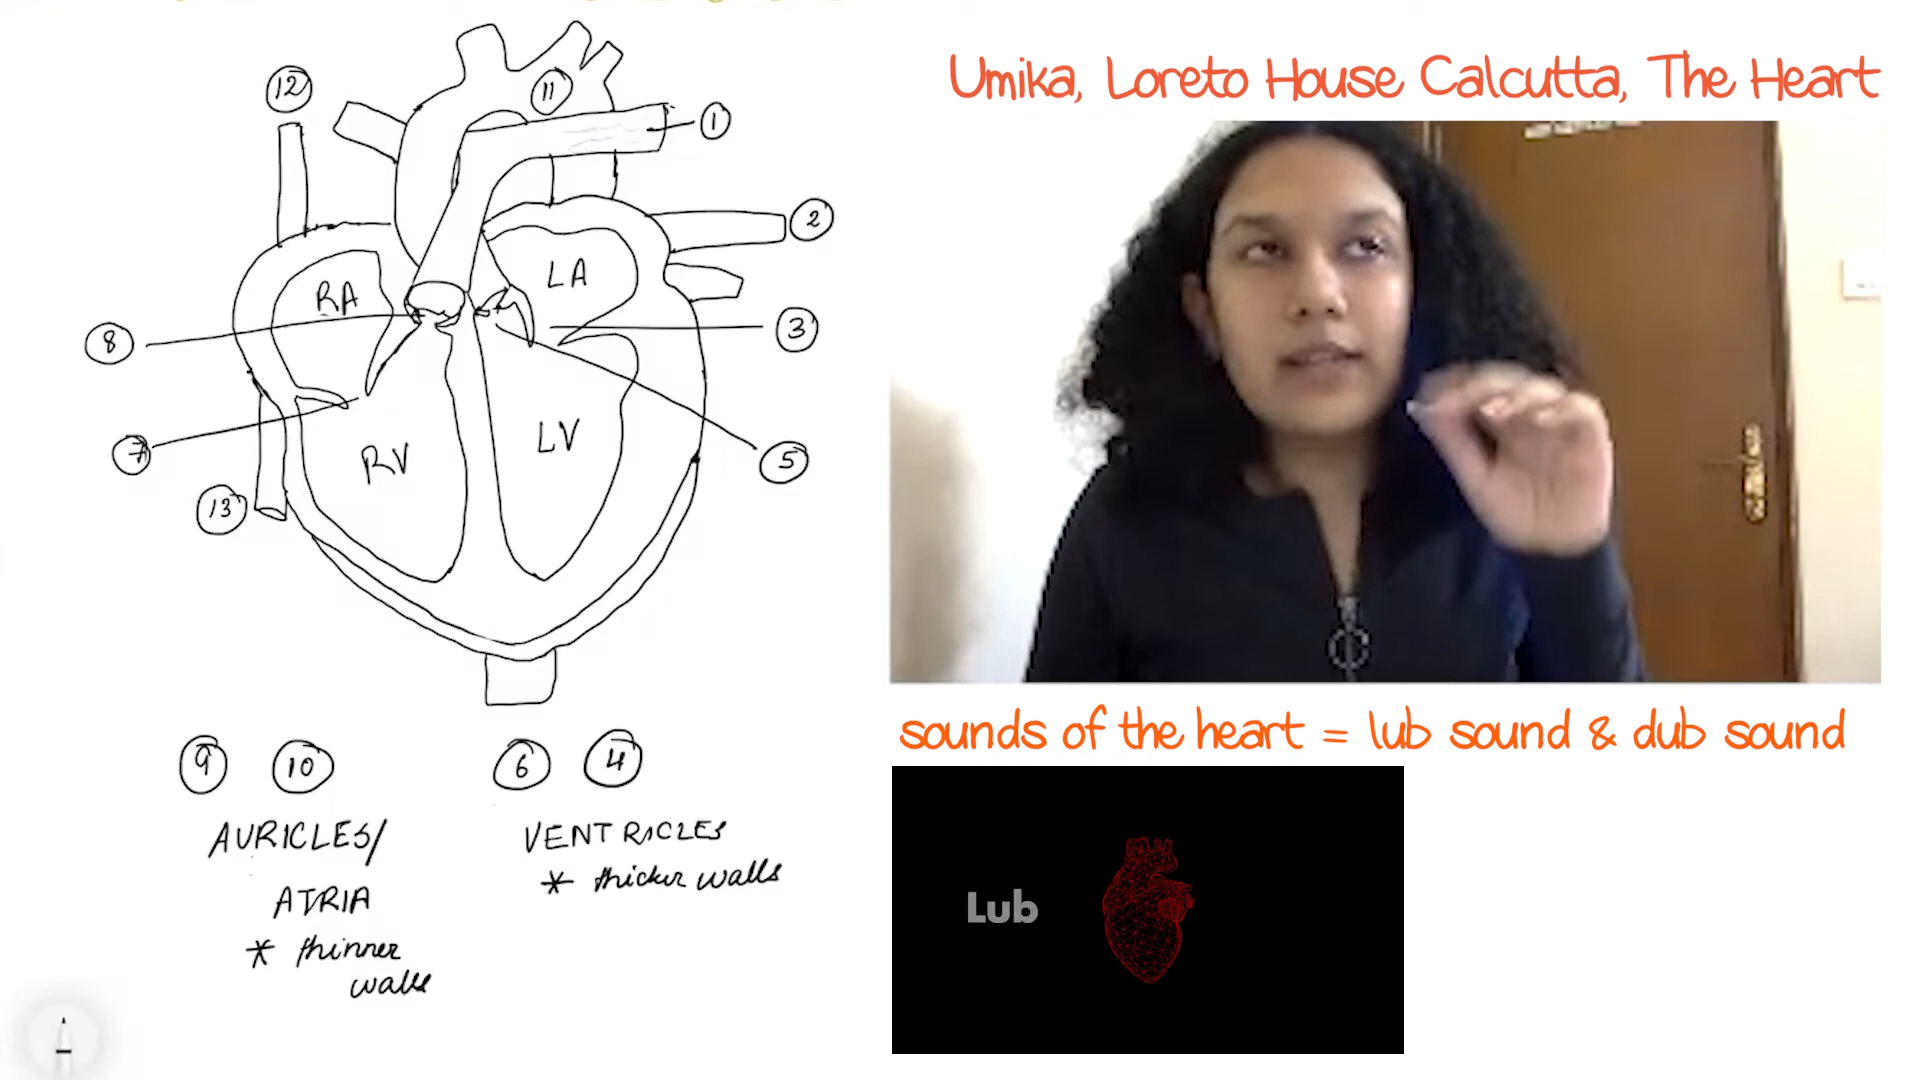 Umika, Loreto House Calcutta, The Heart
12
11
1
2
RA
LA
8
3
7
RV
LV
5
13
9 10
6 4
AURICLES/
ATRIA
* thinner
walls
VENTRICLES
* thicker walls
sounds of the heart = lub sound & dub sound
Lub